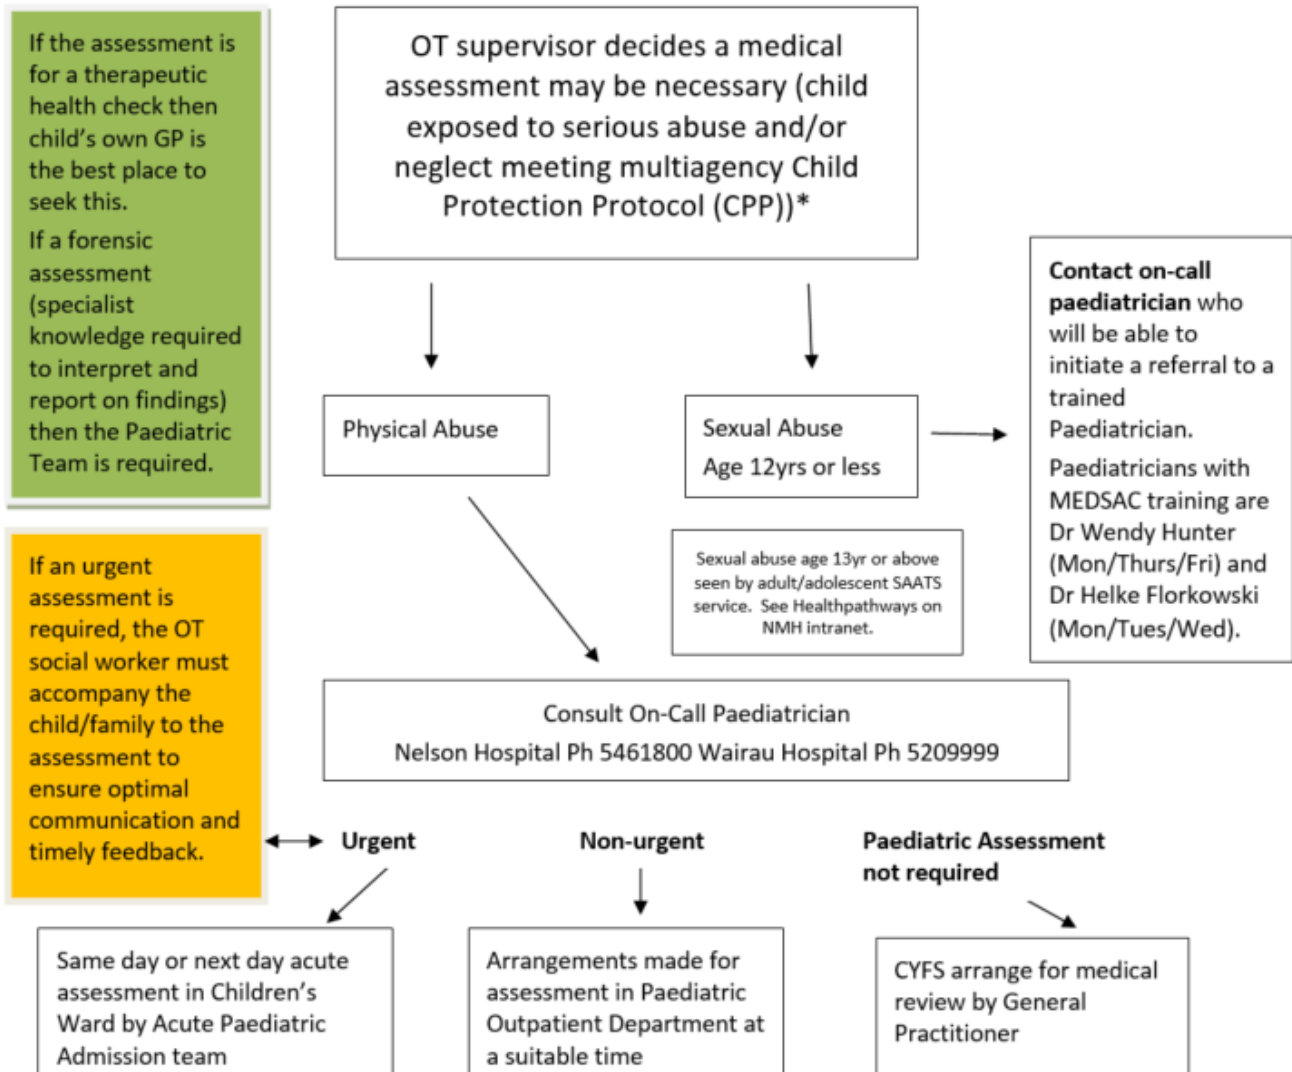 If the assessment is
for a therapeutic
health check then
child's own GP is
the best place to
seek this.
If a forensic
assessment
(specialist
knowledge required
to interpret and
report on findings)
then the Paediatric
Team is required.
OT supervisor decides a medical
assessment may be necessary (child
exposed to serious abuse and/or
neglect meeting multiagency Child
Protection Protocol (CPP))*
Physical Abuse
Sexual Abuse
Age 12yrs or less
Contact on-call
paediatrician who
will be able to
initiate a referral to a
trained
Paediatrician.
Paediatricians with
MEDSAC training are
Dr Wendy Hunter
(Mon/Thurs/Fri) and
Dr Helke Florkowski
(Mon/Tues/Wed).
Sexual abuse age 13yr or above
seen by adult/adolescent SAATS
service.  See Healthpathways on
NMH intranet.
If an urgent
assessment is
required, the OT
social worker must
accompany the
child/family to the
assessment to
ensure optimal
communication and
timely feedback.
Consult On-Call Paediatrician
Nelson Hospital Ph 5461800 Wairau Hospital Ph 5209999
Urgent
Non-urgent
Paediatric Assessment
not required
Same day or next day acute
assessment in Children's
Ward by Acute Paediatric
Admission team
Arrangements made for
assessment in Paediatric
Outpatient Department at
a suitable time
CYFS arrange for medical
review by General
Practitioner